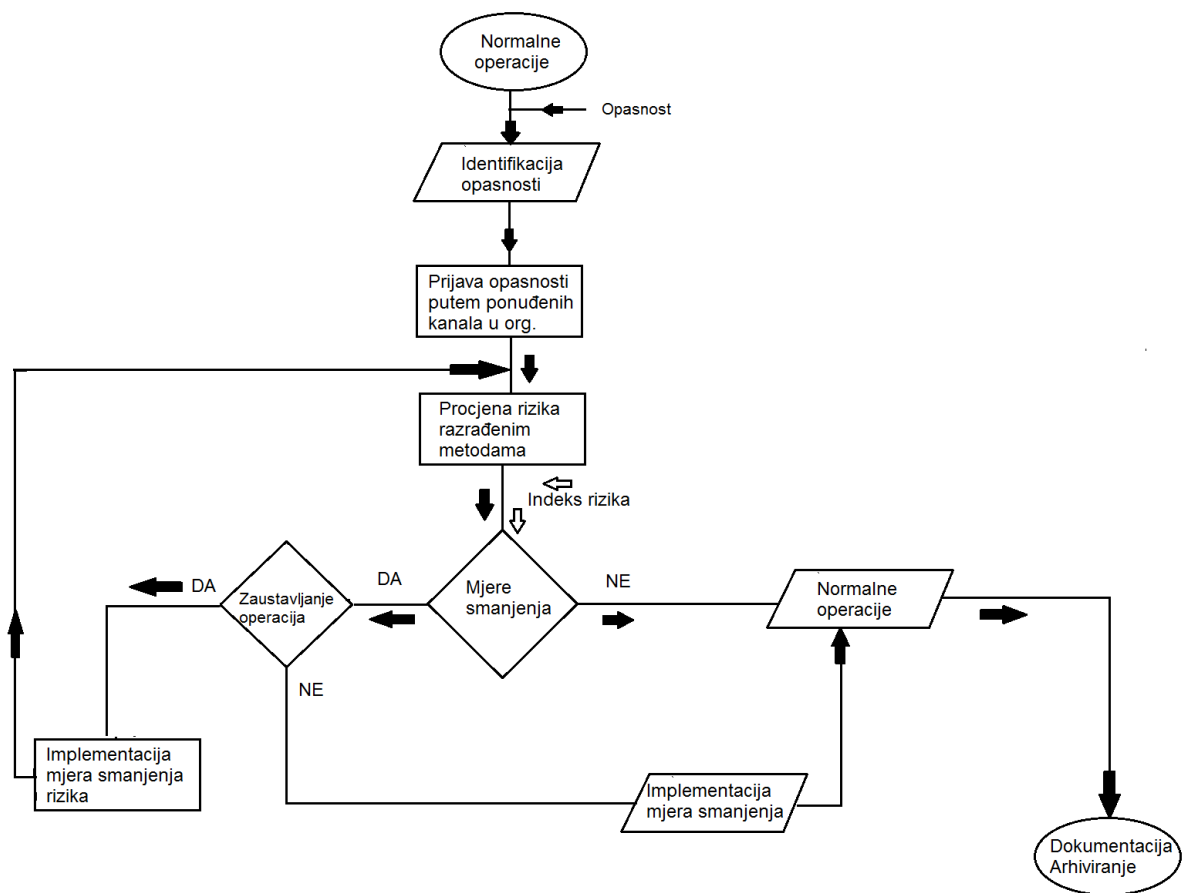 Normalne
operacije
Opasnost
Identifikacija
opasnosti
Prijava opasnosti
putem ponuđenih
kanala u org.
Procjena rizika
razrađenim
metodama
Indeks rizika
DA
Zaustavljanje
operacija
DA
Mjere
smanjenja
NE
Normalne
operacije
NE
Implementacija
mjera smanjenja
rizika
Implementacija
mjera smanjenja
Dokumentacija
Arhiviranje